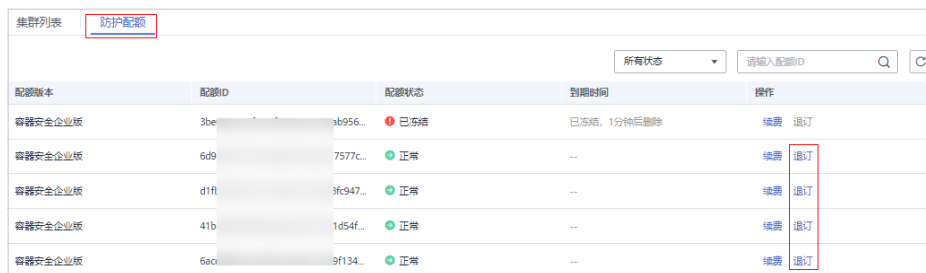 集群列表 防护配额
所有状态 请输入配额ID
配额版本 配额ID 配额状态 到期时间 操作
容器安全企业版 3be ab956... 已冻结 已冻结，1分钟后删除 续费 退订
容器安全企业版 6d9 7577c... 正常 -- 续费 退订
容器安全企业版 d1f 3fc947... 正常 -- 续费 退订
容器安全企业版 41b 1d54f... 正常 -- 续费 退订
容器安全企业版 6ac 9f134... 正常 -- 续费 退订